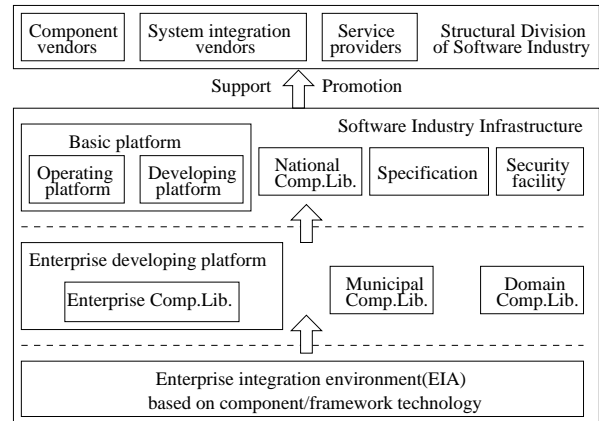 Component
vendors
System integration
vendors
Service
providers
Structural Division
of Software Industry
Support
Promotion
Software Industry Infrastructure
Basic platform
Operating
platform
Developing
platform
National
Comp.Lib.
Specification
Security
facility
Enterprise developing platform
Enterprise Comp.Lib.
Municipal
Comp.Lib.
Domain
Comp.Lib.
Enterprise integration environment(EIA)
based on component/framework technology